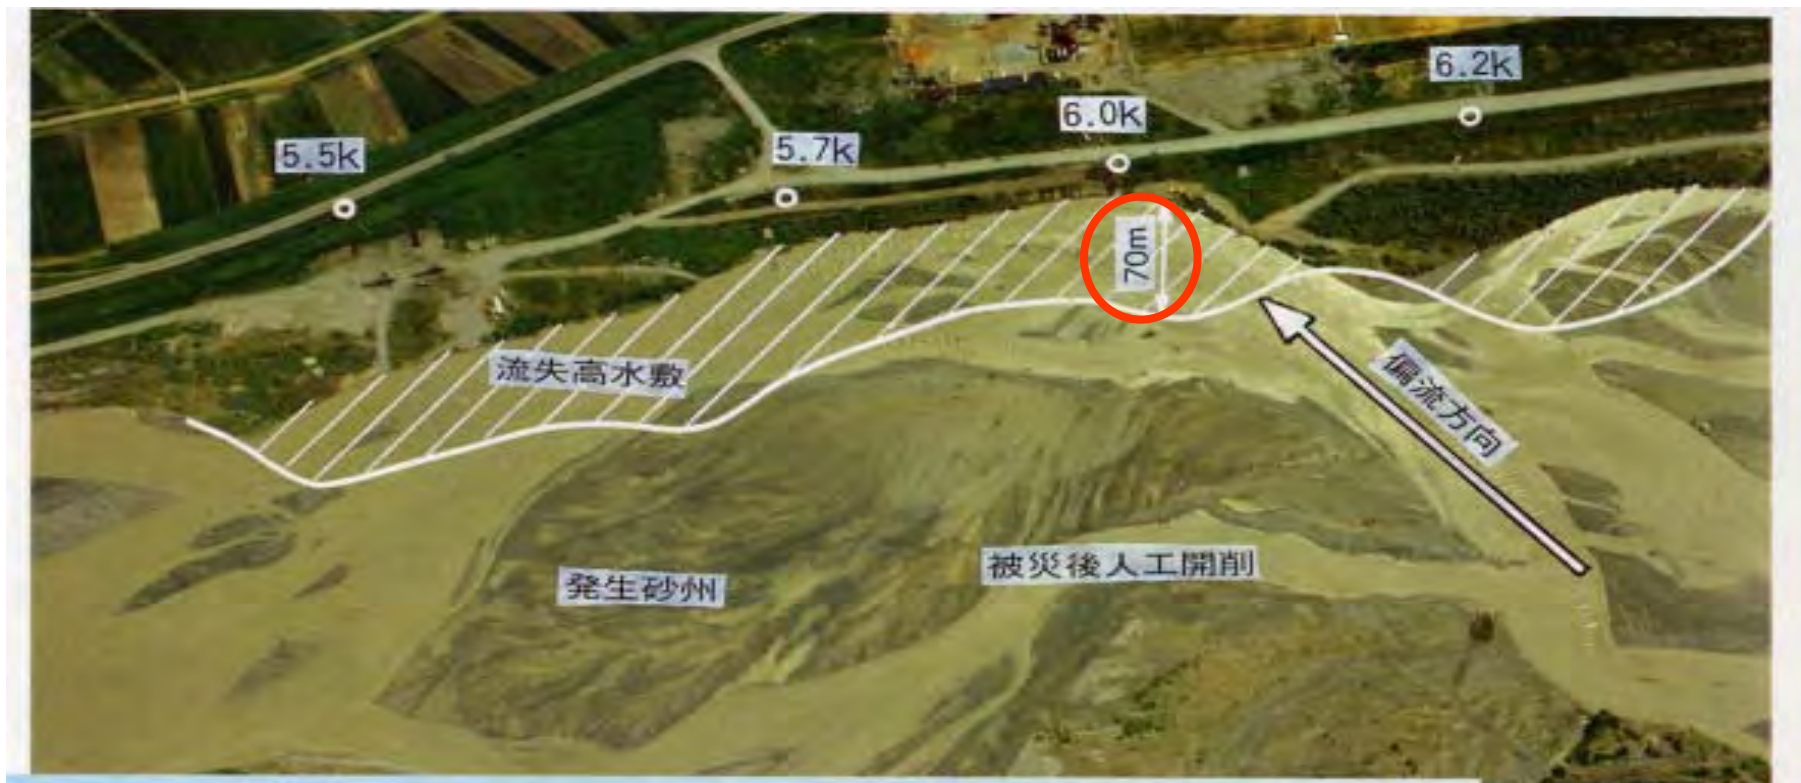 6.2k
6.0k
5.7k
5.5k
70m
流失高水敷
偏流方向
被災後人工開削
発生砂州